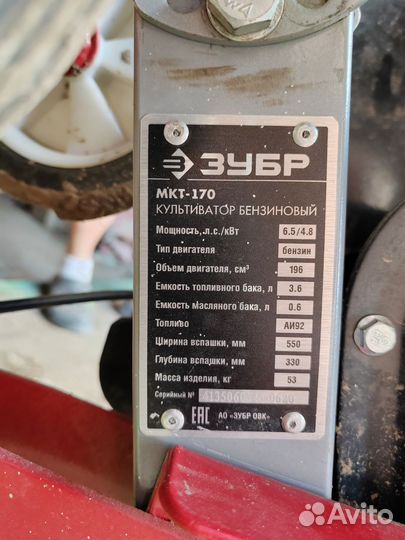 W4
ЗУБР
МКТ-170
КУЛЬТИВАТОР БЕНЗИНОВЫЙ
Мощность, л.с./кВт 6.5/4.8
Тип двигателя бензин
Объем двигателя, см³ 196
Емкость топливного бака, л 3.6
Емкость масляного бака, л 0.6
Топливо АИ92
Ширина вспашки, мм 550
Глубина вспашки, мм 330
Масса изделия, кг 53
Серийный №
EAC АО «ЗУБР ОВК»
Avito